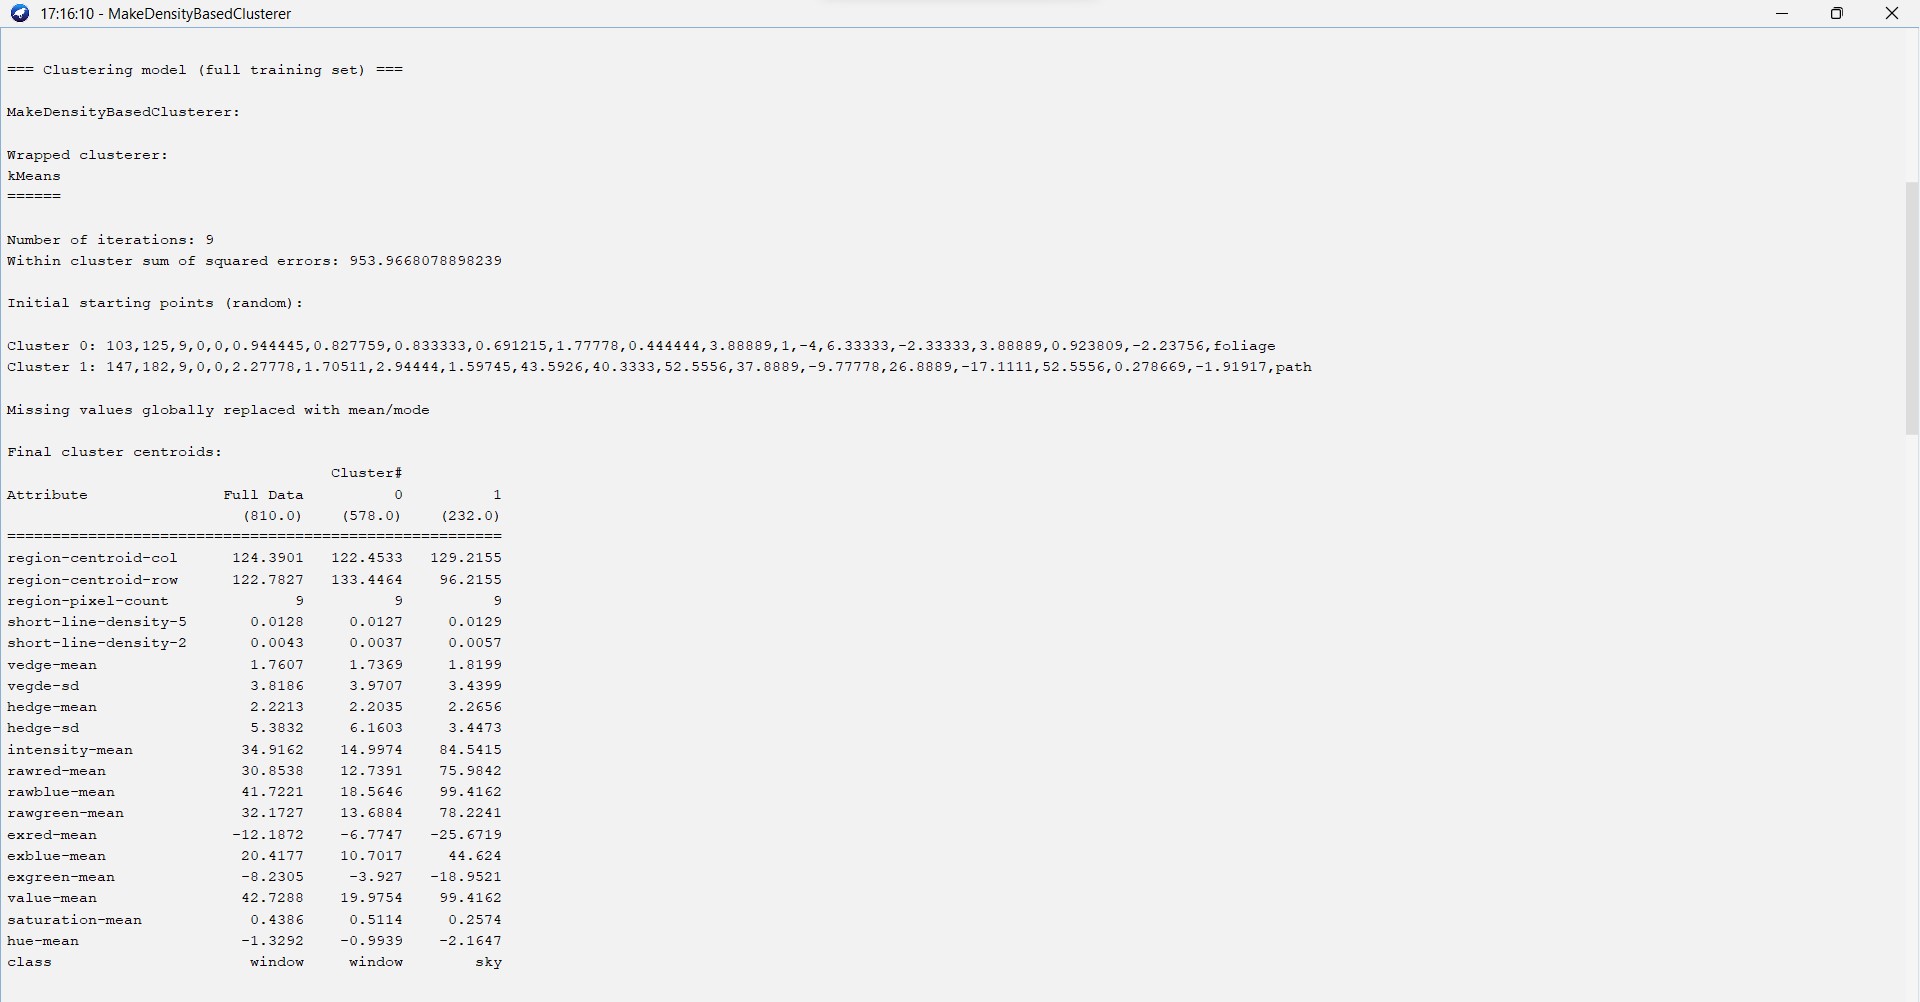 17:16:10 - MakeDensityBasedClusterer
=== Clustering model (full training set) ===
MakeDensityBasedClusterer:
Wrapped clusterer:
kMeans
======
Number of iterations: 9
Within cluster sum of squared errors: 953.9668078898239
Initial starting points (random):
Cluster 0: 103,125,9,0,0,0.944445,0.827759,0.833333,0.691215,1.77778,0.444444,3.88889,1,-4,6.33333,-2.33333,3.88889,0.923809,-2.23756,foliage
Cluster 1: 147,182,9,0,0,2.27778,1.70511,2.94444,1.59745,43.5926,40.3333,52.5556,37.8889,-9.77778,26.8889,-17.1111,52.5556,0.278669,-1.91917,path
Missing values globally replaced with mean/mode
Final cluster centroids:
Cluster#
Attribute Full Data 0 1
(810.0) (578.0) (232.0)
=======================================================
region-centroid-col 124.3901 122.4533 129.2155
region-centroid-row 122.7827 133.4464 96.2155
region-pixel-count 9 9 9
short-line-density-5 0.0128 0.0127 0.0129
short-line-density-2 0.0043 0.0037 0.0057
vedge-mean 1.7607 1.7369 1.8199
vegde-sd 3.8186 3.9707 3.4399
hedge-mean 2.2213 2.2035 2.2656
hedge-sd 5.3832 6.1603 3.4473
intensity-mean 34.9162 14.9974 84.5415
rawred-mean 30.8538 12.7391 75.9842
rawblue-mean 41.7221 18.5646 99.4162
rawgreen-mean 32.1727 13.6884 78.2241
exred-mean -12.1872 -6.7747 -25.6719
exblue-mean 20.4177 10.7017 44.624
exgreen-mean -8.2305 -3.927 -18.9521
value-mean 42.7288 19.9754 99.4162
saturation-mean 0.4386 0.5114 0.2574
hue-mean -1.3292 -0.9939 -2.1647
class window window sky